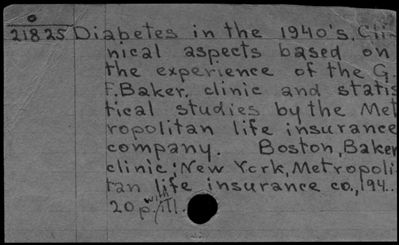 o
21825 Diabetes in the 1940's. Cli-
nical aspects based on
the experience of the G.
F. Baker. clinic and statis
tical studies by the Met
ropolitan life insurance
company. Boston, Baker
clinic; New York, Metropoli-
tan life insurance co., 194..
20 p. with ill.